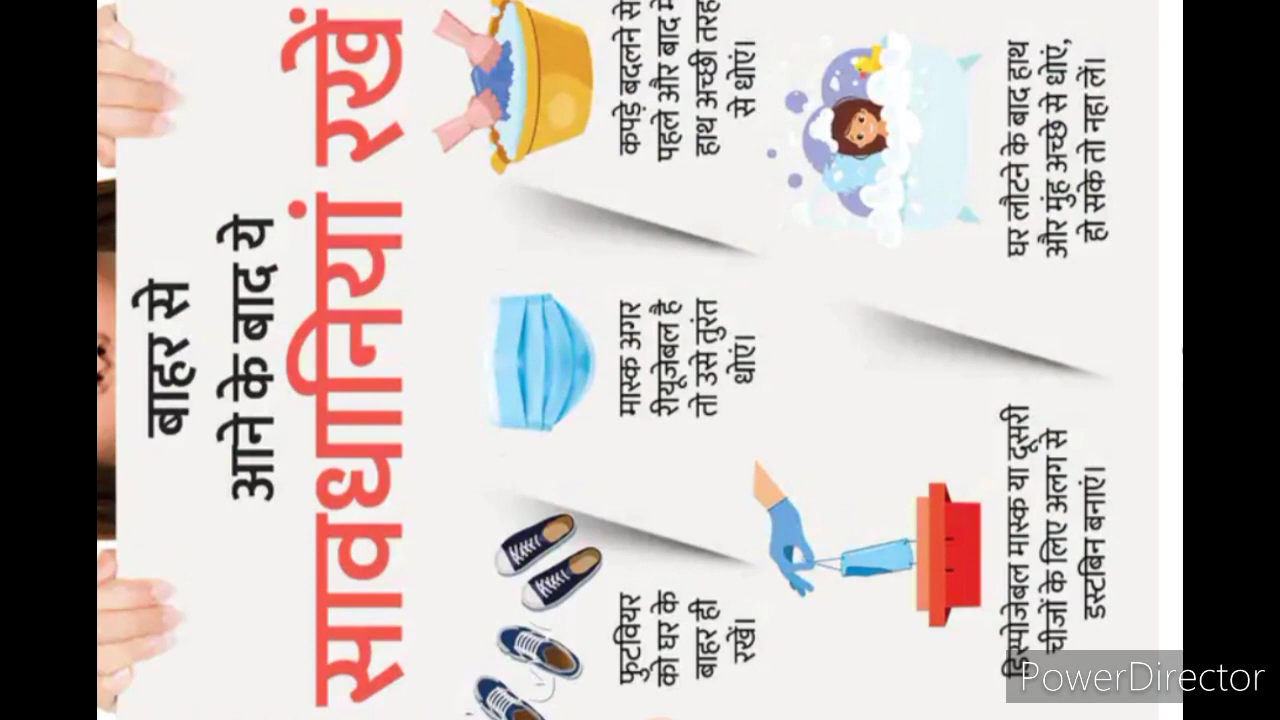 बाहर से
आने के बाद ये
सावधानियां रखें
फुटवियर
को घर के
बाहर ही
रखें।
मास्क अगर
रीयूजेबल है
तो उसे तुरंत
धोएं।
कपड़े बदलने से
पहले और बाद में
हाथ अच्छी तरह
से धोएं।
डिस्पोजेबल मास्क या दूसरी
चीजों के लिए अलग से
डस्टबिन बनाएं।
घर लौटने के बाद हाथ
और मुंह अच्छे से धोएं,
हो सके तो नहा लें।
PowerDirector